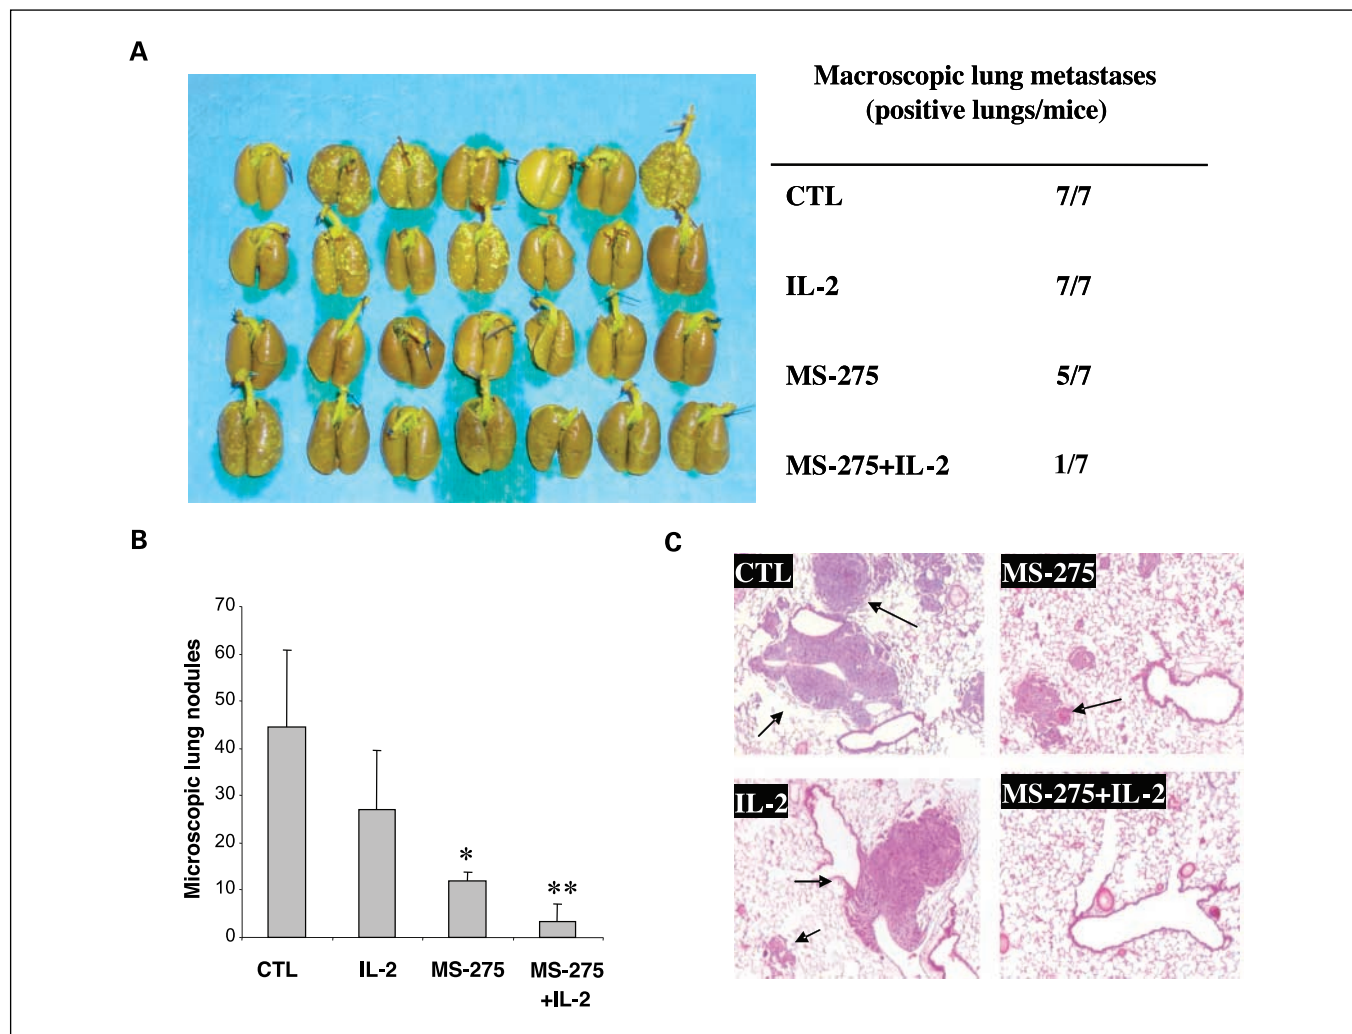 A
Macroscopic lung metastases
(positive lungs/mice)
CTL 7/7
IL-2 7/7
MS-275 5/7
MS-275+IL-2 1/7
B
Microscopic lung nodules
70
60
50
40
30
20
10
0
*
**
CTL IL-2 MS-275 MS-275
+IL-2
C
CTL
MS-275
IL-2
MS-275+IL-2